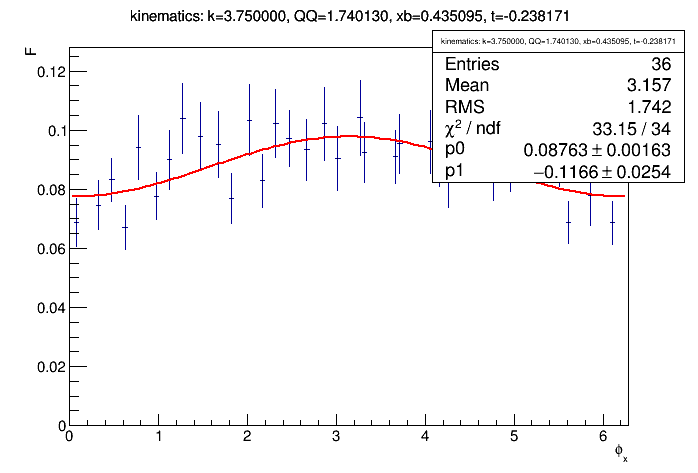 kinematics: k=3.750000, QQ=1.740130, xb=0.435095, t=-0.238171
F
kinematics: k=3.750000, QQ=1.740130, xb=0.435095, t=-0.238171
Entries 36
Mean 3.157
RMS 1.742
χ² / ndf 33.15 / 34
p0 0.08763 ± 0.00163
p1 −0.1166 ± 0.0254
0.12
0.1
0.08
0.06
0.04
0.02
0
0 1 2 3 4 5 6
ϕx